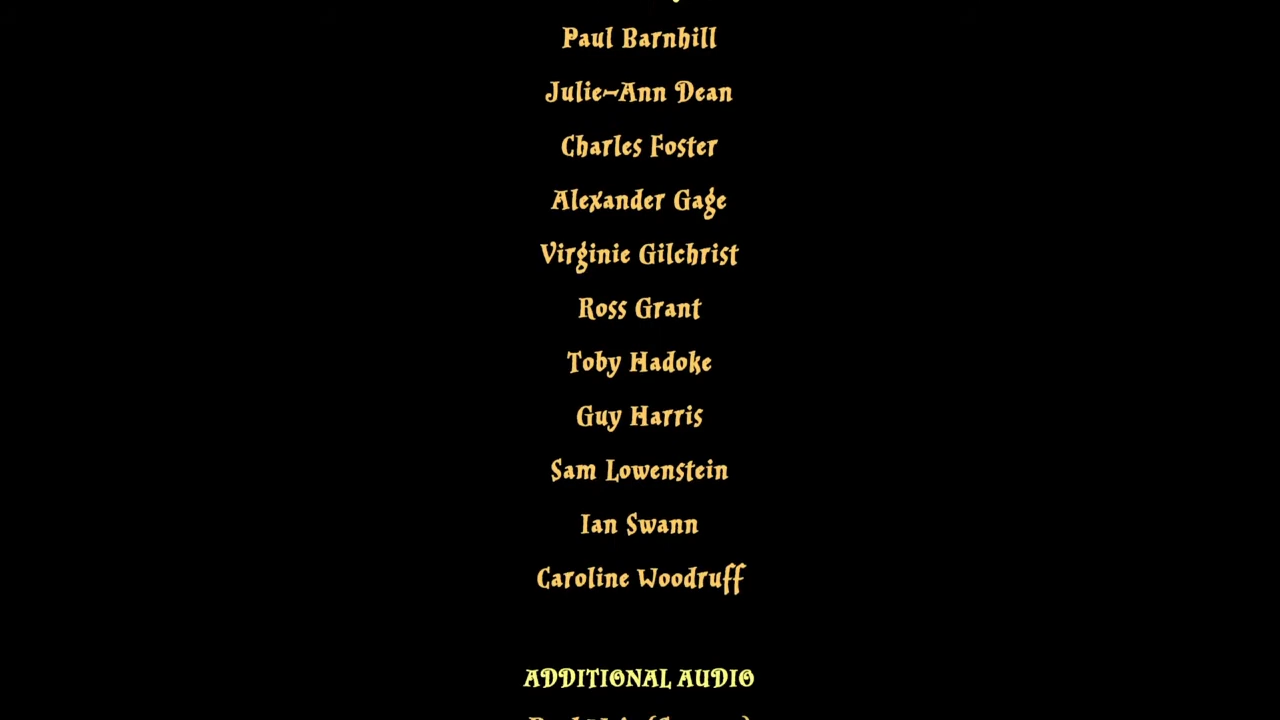 Paul Barnhill
Julie-Ann Dean
Charles Foster
Alexander Gage
Virginie Gilchrist
Ross Grant
Toby Hadoke
Guy Harris
Sam Lowenstein
Ian Swann
Caroline Woodruff
ADDITIONAL AUDIO